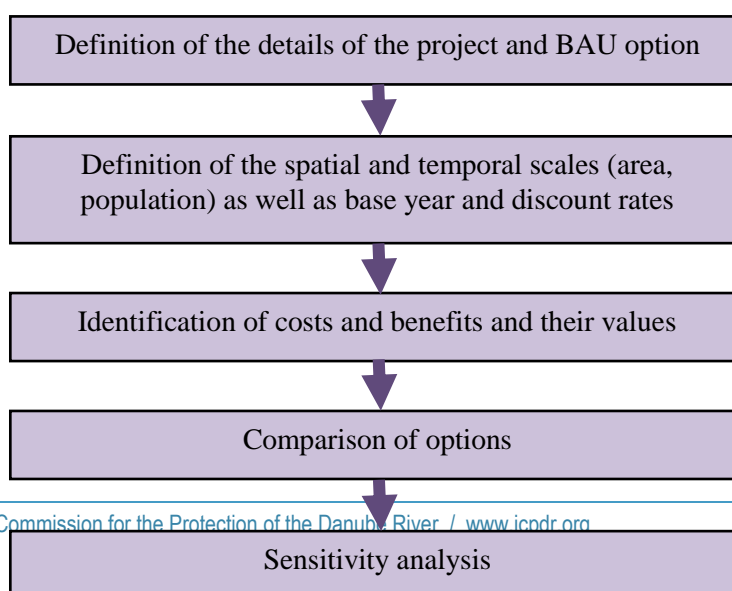 Definition of the details of the project and BAU option
Definition of the spatial and temporal scales (area,
population) as well as base year and discount rates
Identification of costs and benefits and their values
Comparison of options
Commission for the Protection of the Danube River / www.icpdr.org
Sensitivity analysis